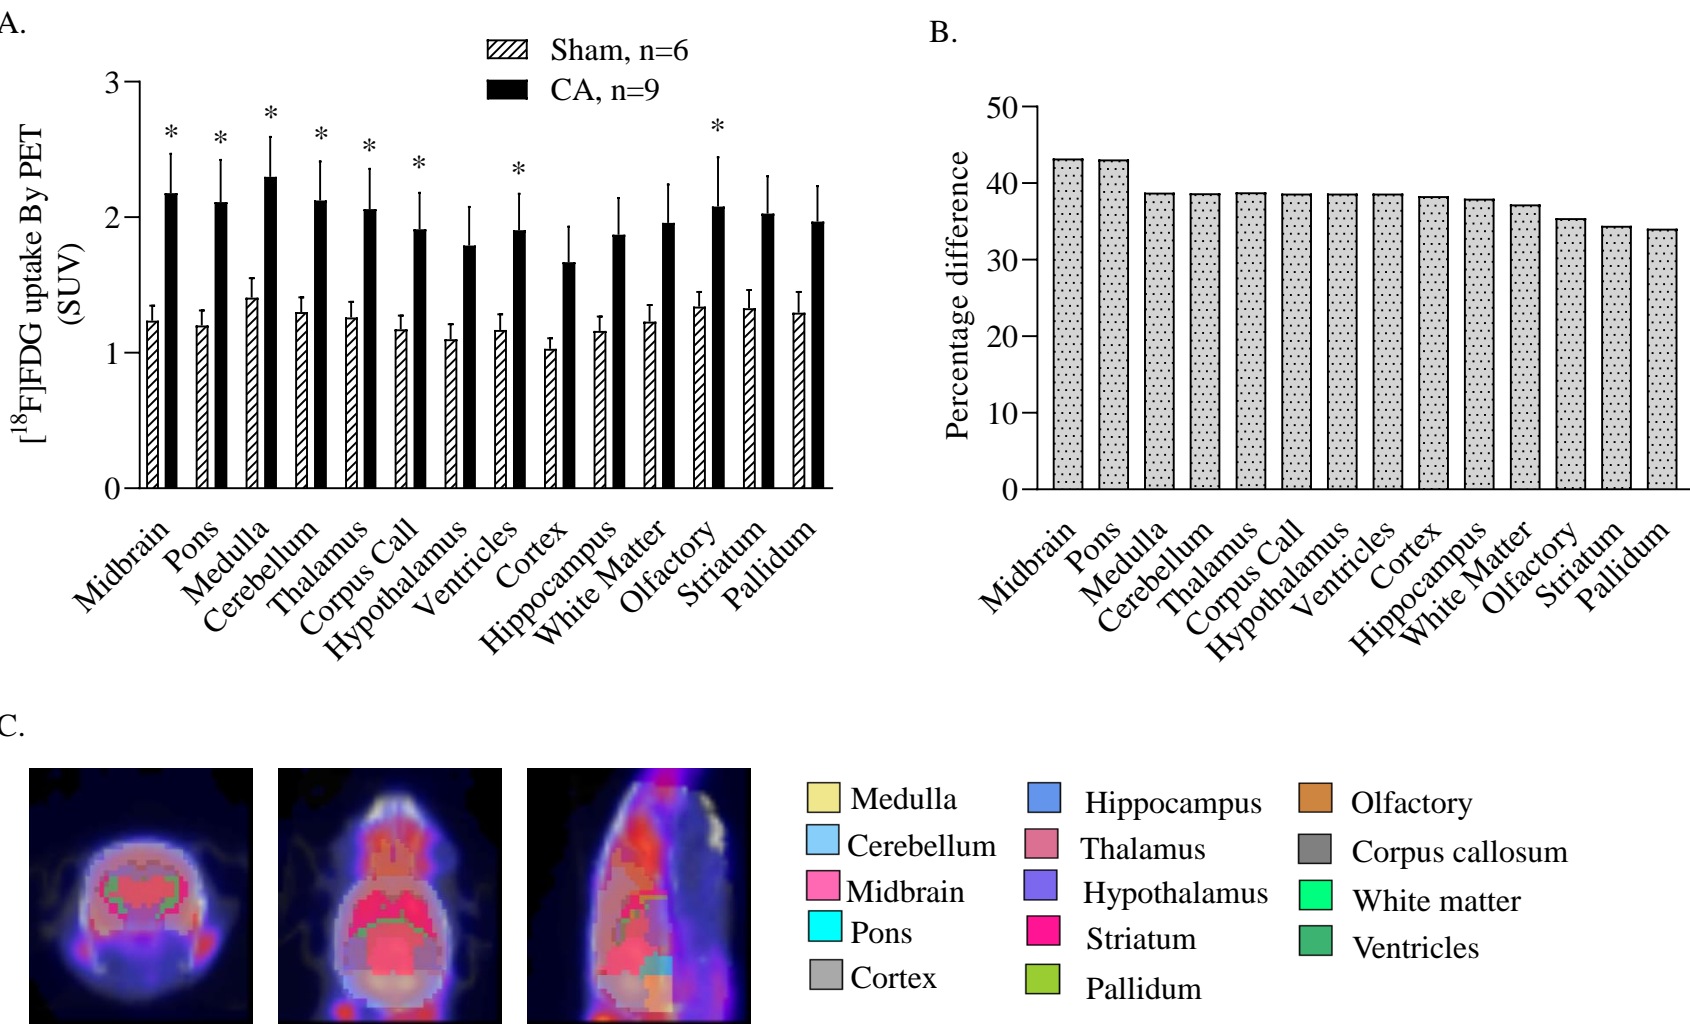 A.
Sham, n=6
CA, n=9
[18F]FDG uptake By PET
(SUV)
3
2
1
0
* * * * * * * *
Midbrain
Pons
Medulla
Cerebellum
Thalamus
Corpus Call
Hypothalamus
Ventricles
Cortex
Hippocampus
White Matter
Olfactory
Striatum
Pallidum
B.
Percentage difference
50
40
30
20
10
0
Midbrain
Pons
Medulla
Cerebellum
Thalamus
Corpus Call
Hypothalamus
Ventricles
Cortex
Hippocampus
White Matter
Olfactory
Striatum
Pallidum
C.
Medulla
Cerebellum
Midbrain
Pons
Cortex
Hippocampus
Thalamus
Hypothalamus
Striatum
Pallidum
Olfactory
Corpus callosum
White matter
Ventricles